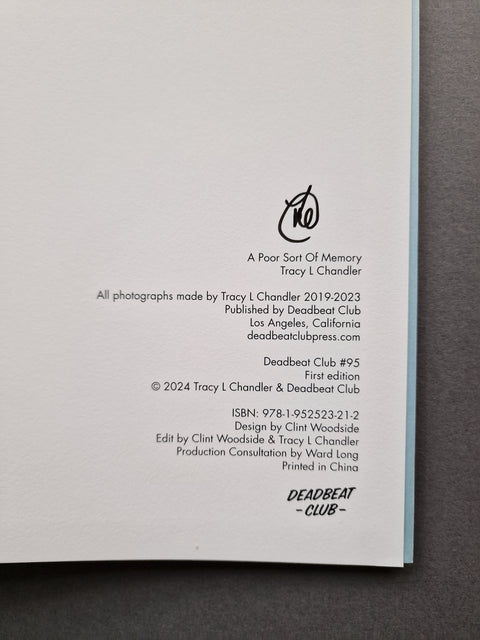 A Poor Sort Of Memory
Tracy L Chandler
All photographs made by Tracy L Chandler 2019-2023
Published by Deadbeat Club
Los Angeles, California
deadbeatclubpress.com
Deadbeat Club #95
First edition
© 2024 Tracy L Chandler & Deadbeat Club
ISBN: 978-1-952523-21-2
Design by Clint Woodside
Edit by Clint Woodside & Tracy L Chandler
Production Consultation by Ward Long
Printed in China
DEADBEAT
-CLUB-